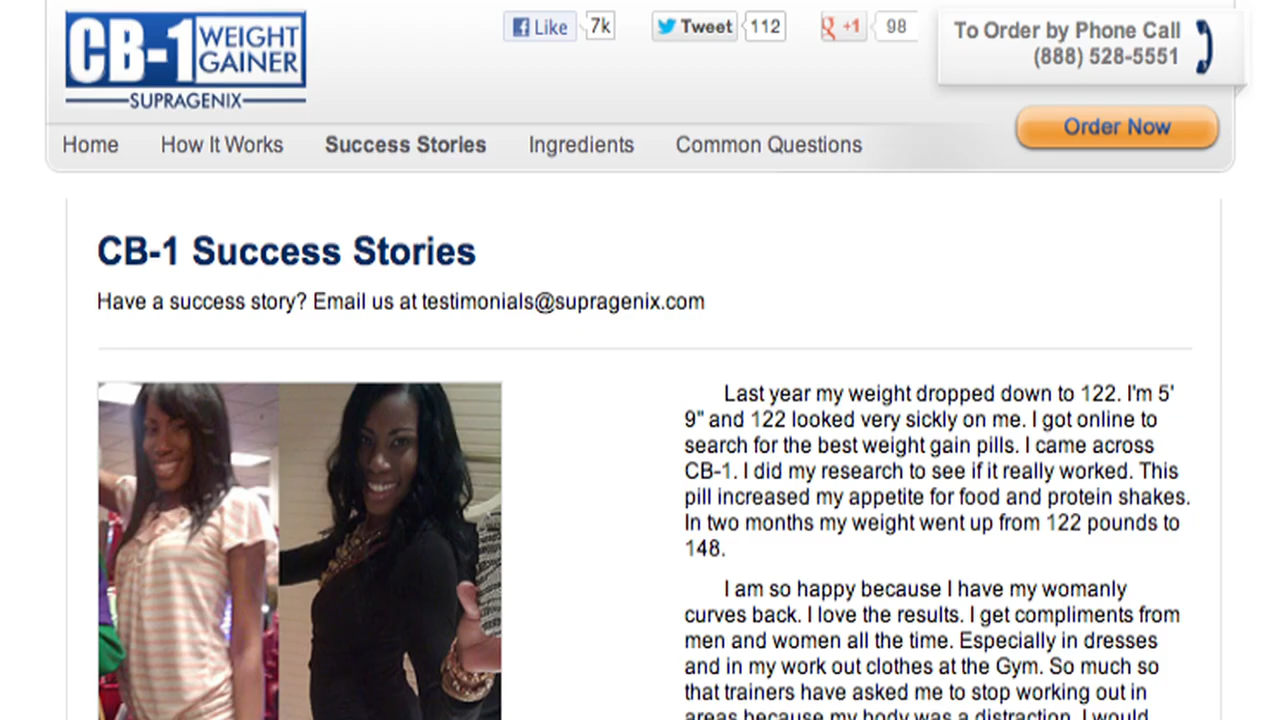 CB-1 WEIGHT GAINER
SUPRAGENIX
Like 7k
Tweet 112
+1 98
To Order by Phone Call
(888) 528-5551
Order Now
Home How It Works Success Stories Ingredients Common Questions
CB-1 Success Stories
Have a success story? Email us at testimonials@supragenix.com
Last year my weight dropped down to 122. I'm 5'
9" and 122 looked very sickly on me. I got online to
search for the best weight gain pills. I came across
CB-1. I did my research to see if it really worked. This
pill increased my appetite for food and protein shakes.
In two months my weight went up from 122 pounds to
148.
I am so happy because I have my womanly
curves back. I love the results. I get compliments from
men and women all the time. Especially in dresses
and in my work out clothes at the Gym. So much so
that trainers have asked me to stop working out in
areas because my body was a distraction. I would